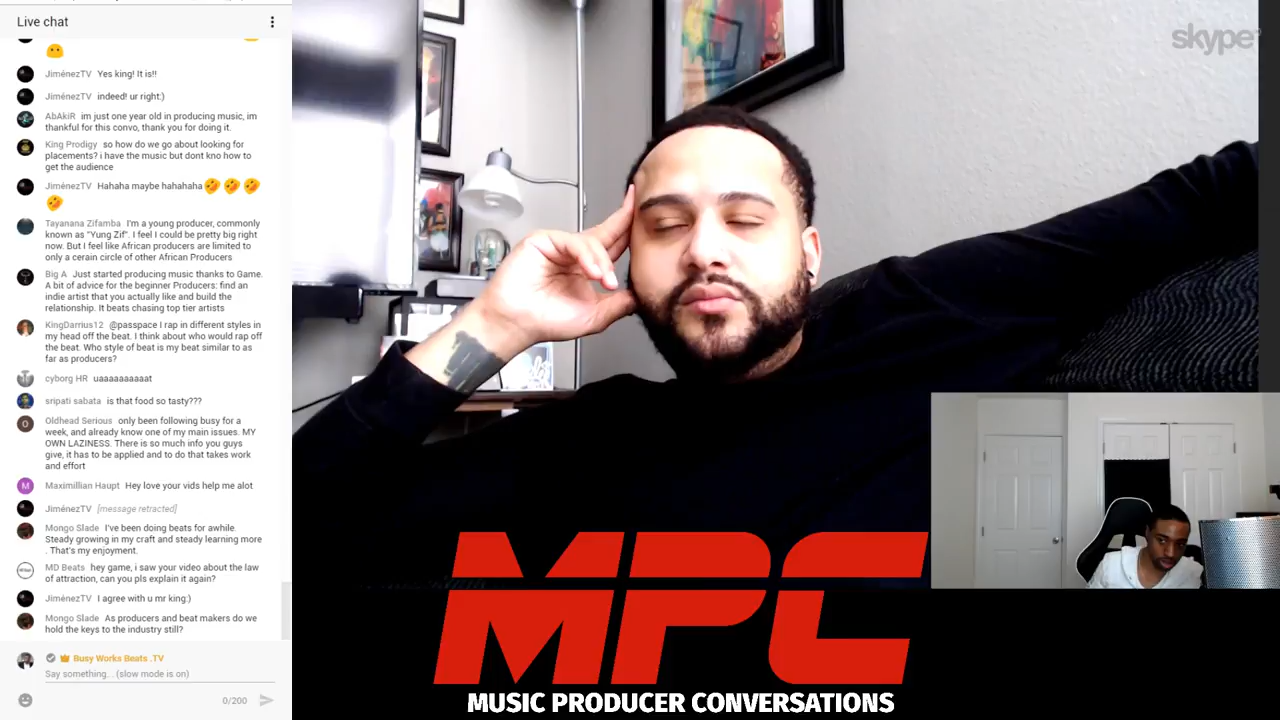 Live chat
JiménezTV Yes king! It is!!
JiménezTV indeed! ur right:)
AbAkiR im just one year old in producing music, im
thankful for this convo, thank you for doing it.
King Prodigy so how do we go about looking for
placements? i have the music but dont kno how to
get the audience
JiménezTV Hahaha maybe hahahaha
Tayanana Zifamba I'm a young producer, commonly
known as "Yung Zif". I feel I could be pretty big right
now. But I feel like African producers are limited to
only a cerain circle of other African Producers
Big A Just started producing music thanks to Game.
A bit of advice for the beginner Producers: find an
indie artist that you actually like and build the
relationship. It beats chasing top tier artists
KingDarrius12 @passpace I rap in different styles in
my head off the beat. I think about who would rap off
the beat. Who style of beat is my beat similar to as
far as producers?
cyborg HR uaaaaaaaaat
sripati sabata is that food so tasty???
Oldhead Serious only been following busy for a
week, and already know one of my main issues. MY
OWN LAZINESS. There is so much info you guys
give, it has to be applied and to do that takes work
and effort
Maximillian Haupt Hey love your vids help me alot
JiménezTV [message retracted]
Mongo Slade I've been doing beats for awhile.
Steady growing in my craft and steady learning more
. That's my enjoyment.
MD Beats hey game, i saw your video about the law
of attraction, can you pls explain it again?
JiménezTV I agree with u mr king:)
Mongo Slade As producers and beat makers do we
hold the keys to the industry still?
Busy Works Beats .TV
Say something... (slow mode is on)
0/200
skype
MPC
MUSIC PRODUCER CONVERSATIONS